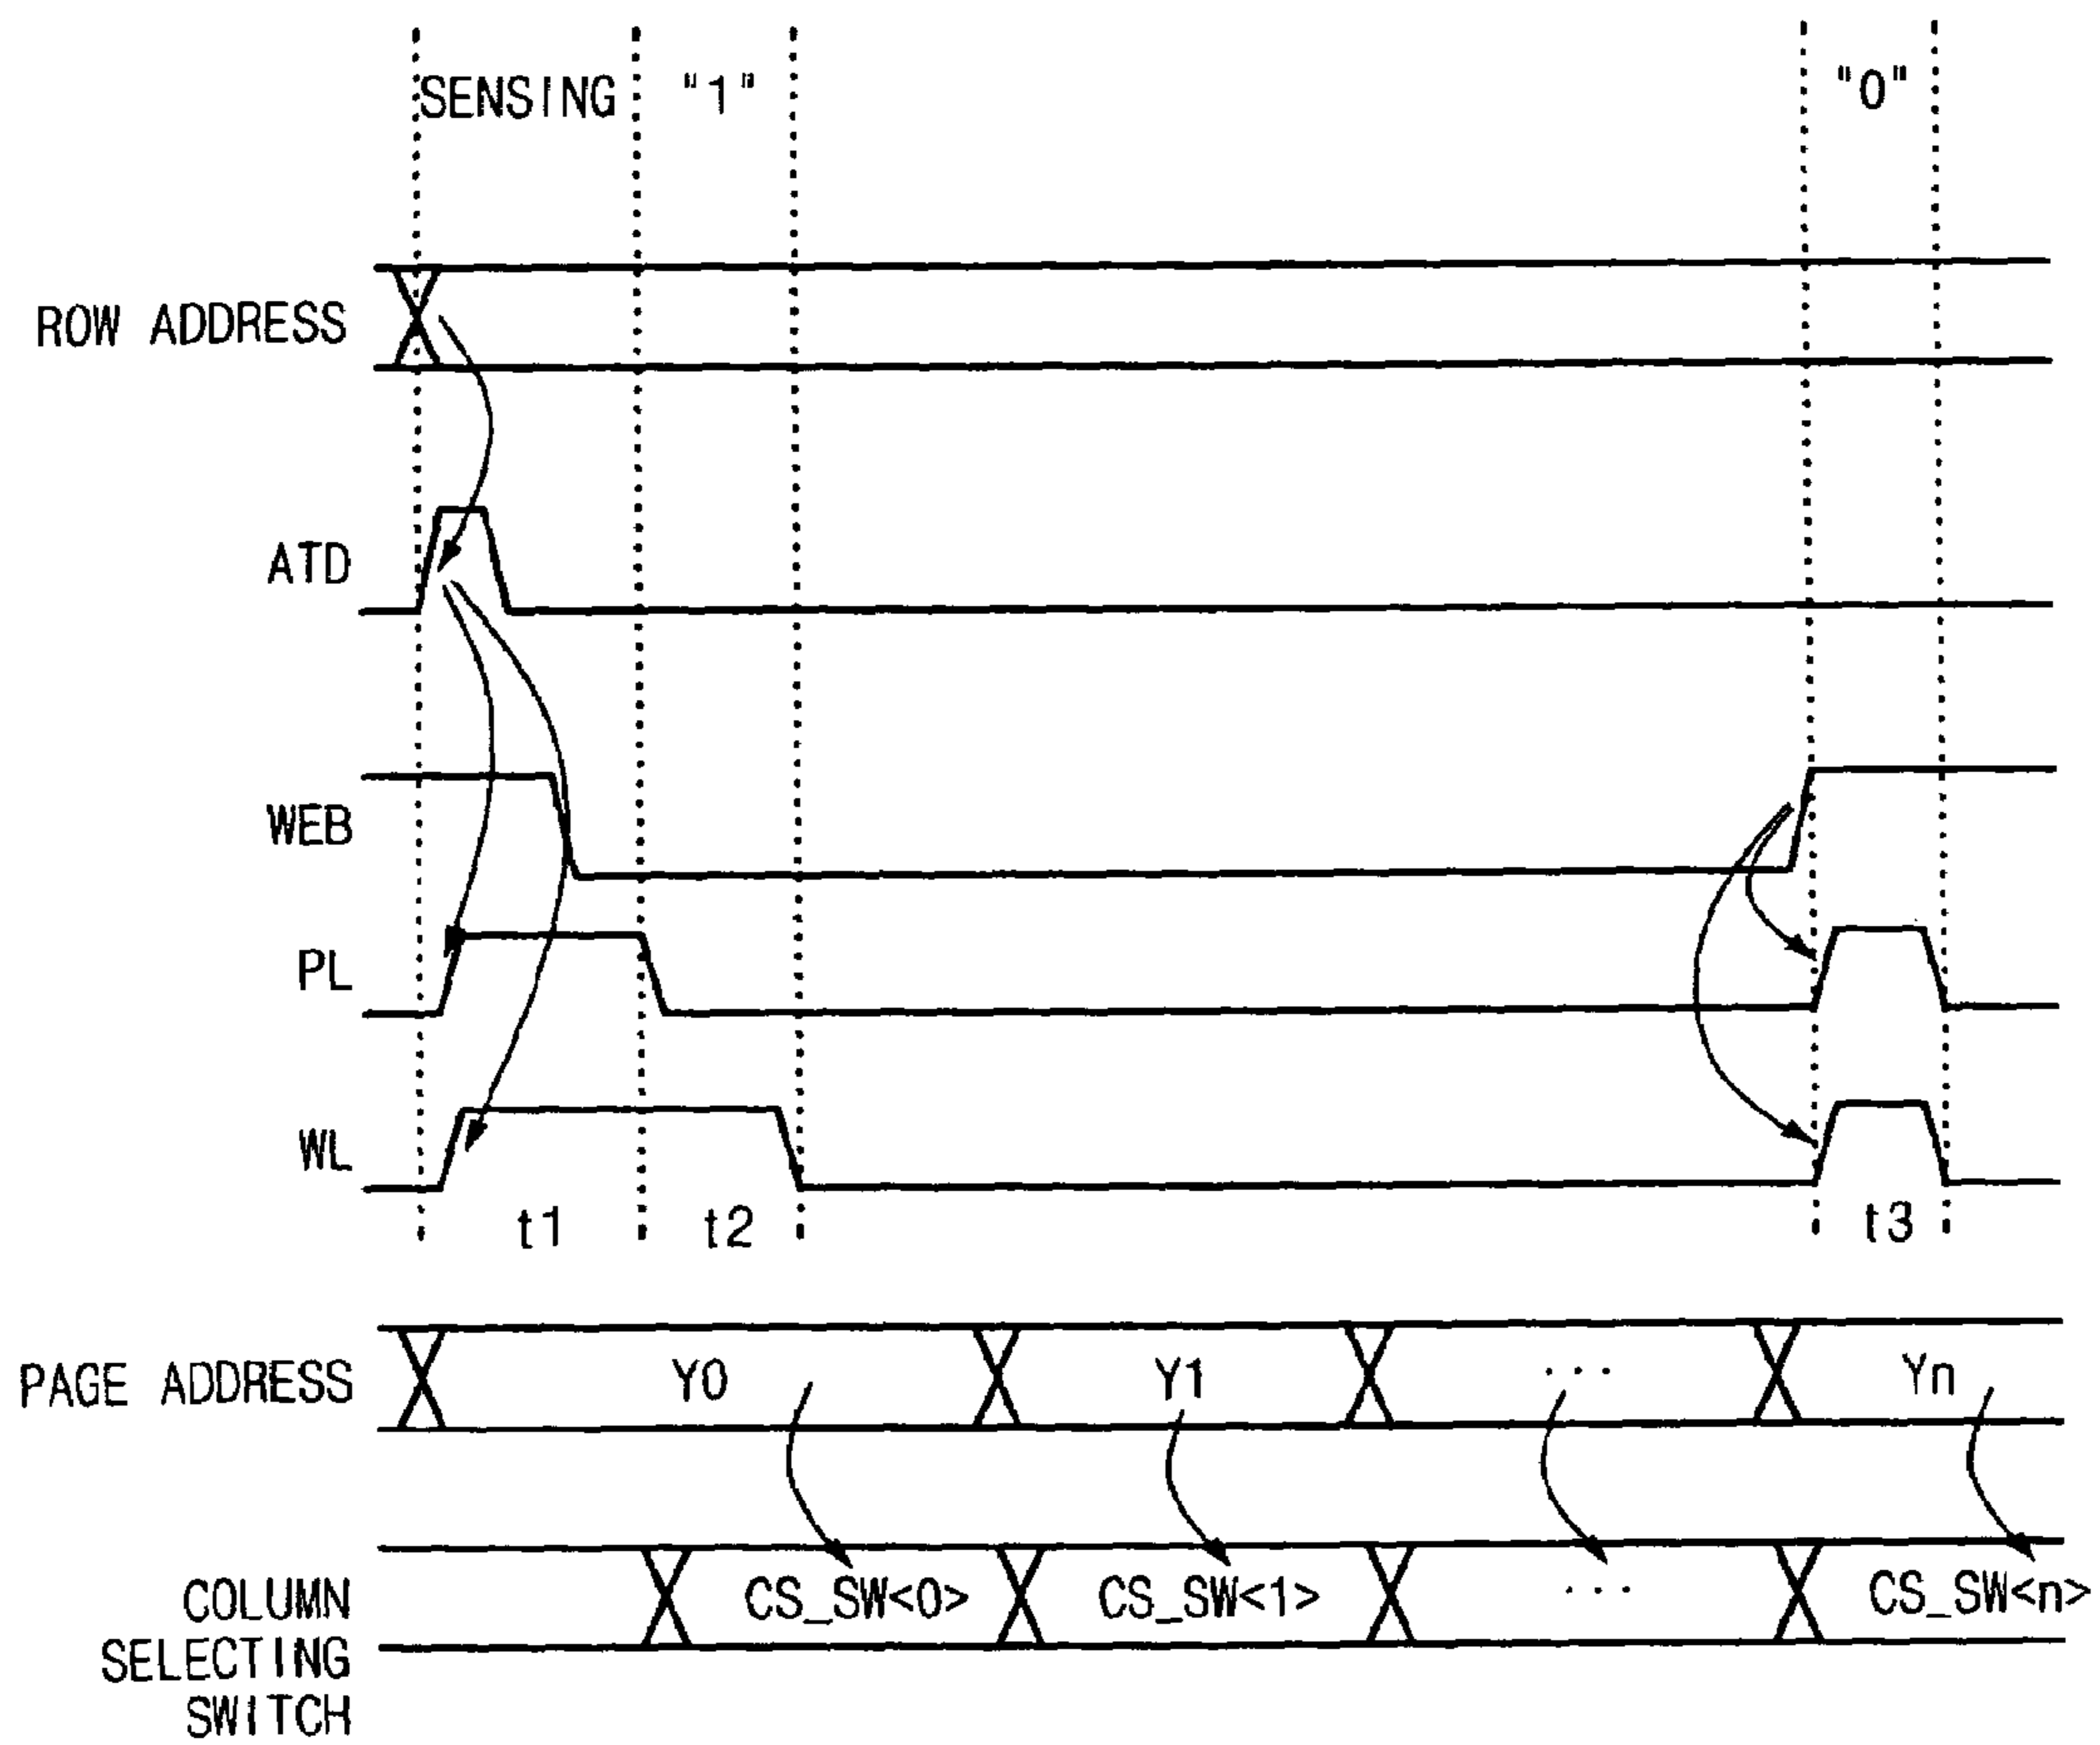 SENSING "1" "0"
ROW ADDRESS
ATD
WEB
PL
WL
t1 t2 t3
PAGE ADDRESS Y0 Y1 ... Yn
COLUMN SELECTING SWITCH CS_SW<0> CS_SW<1> ... CS_SW<n>